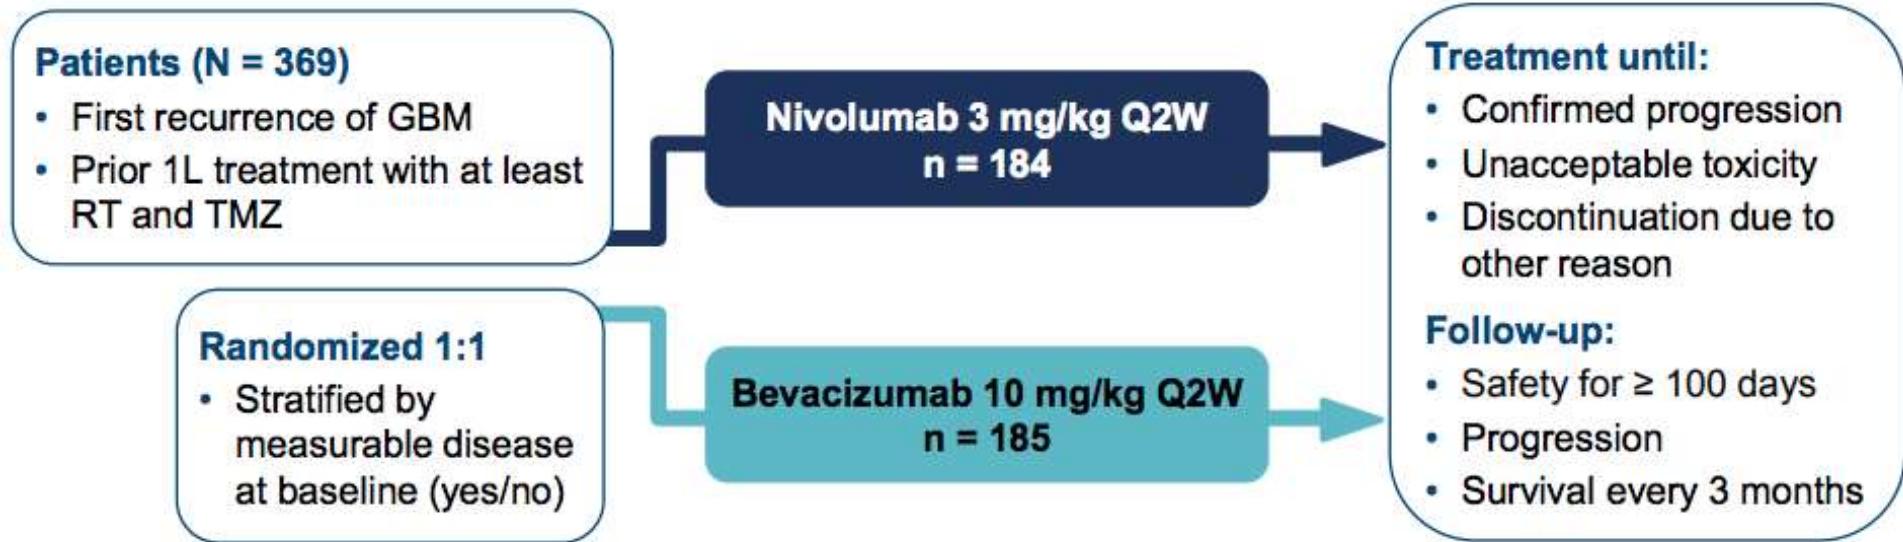 Patients (N = 369)
• First recurrence of GBM
• Prior 1L treatment with at least
RT and TMZ
Randomized 1:1
• Stratified by
measurable disease
at baseline (yes/no)
Nivolumab 3 mg/kg Q2W
n = 184
Bevacizumab 10 mg/kg Q2W
n = 185
Treatment until:
• Confirmed progression
• Unacceptable toxicity
• Discontinuation due to
other reason
Follow-up:
• Safety for ≥ 100 days
• Progression
• Survival every 3 months